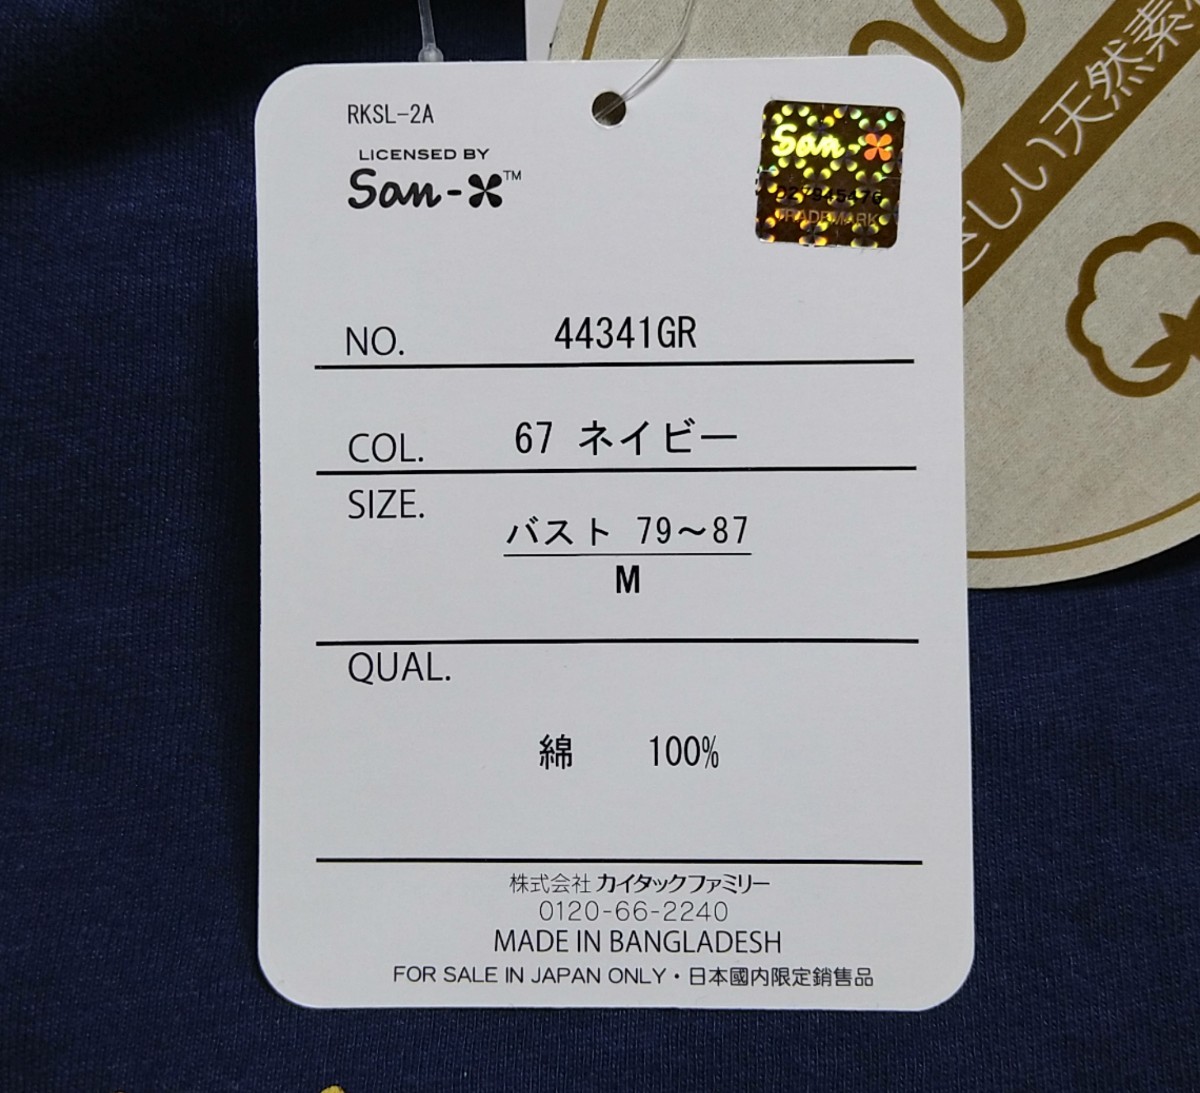 RKSL-2A
LICENSED BY
San-X™
San-X
TRADEMARK
NO. 44341GR
COL. 67 ネイビー
SIZE.
バスト 79～87
M
QUAL.
綿 100%
株式会社 カイタックファミリー
0120-66-2240
MADE IN BANGLADESH
FOR SALE IN JAPAN ONLY・日本國内限定銷售品
さしい天然素